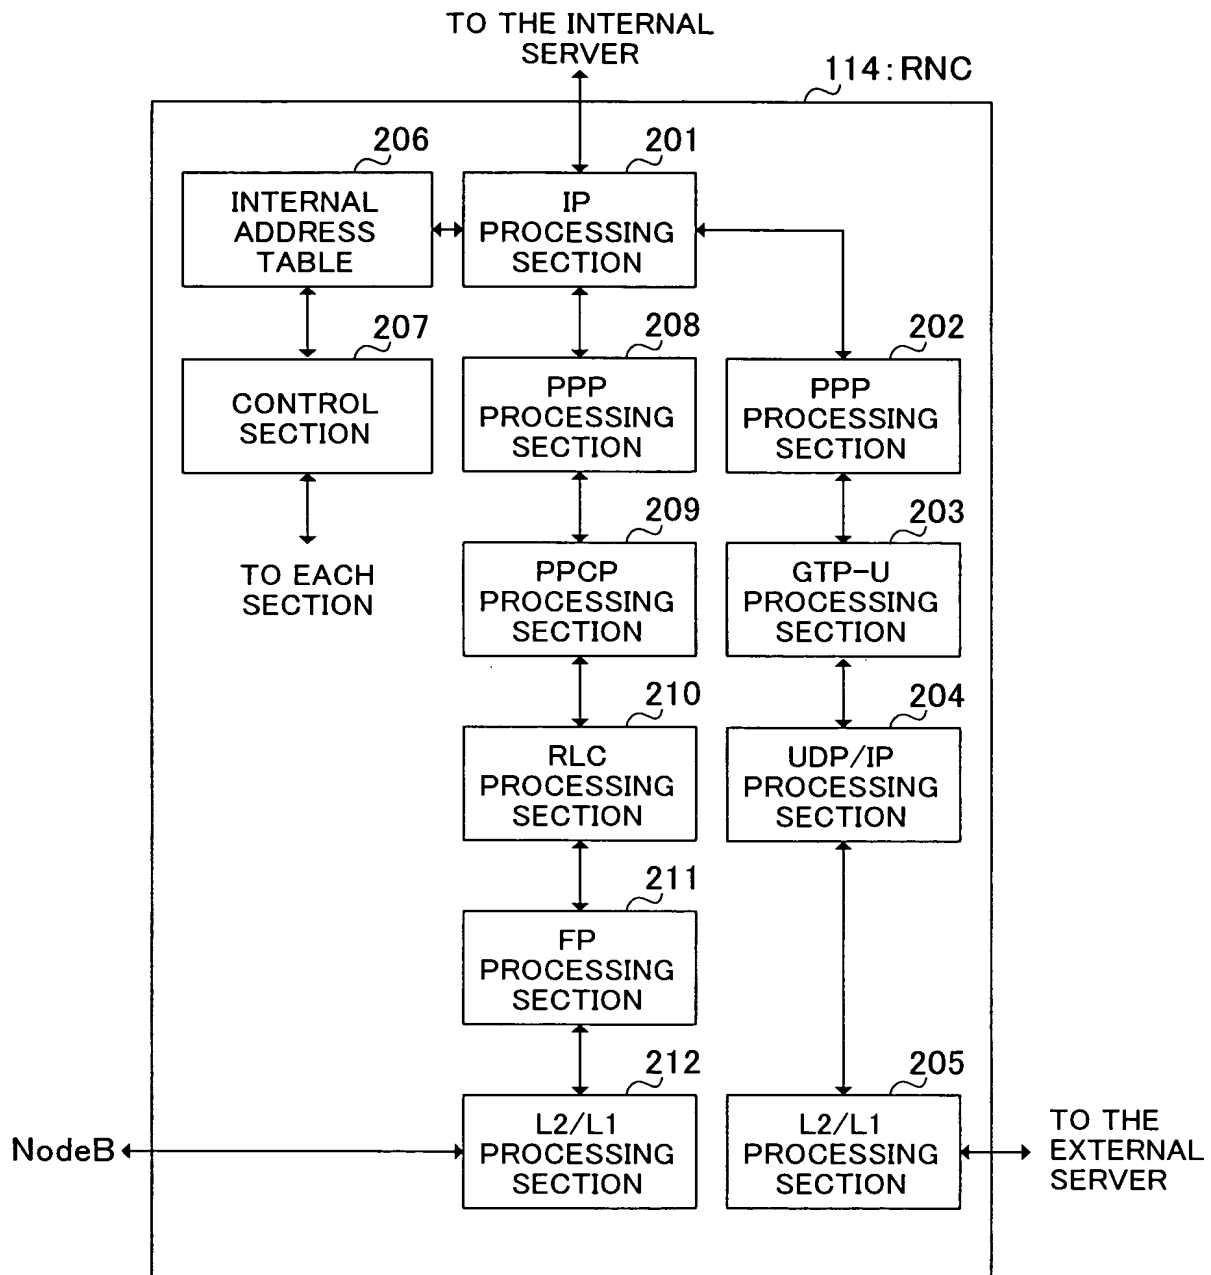 TO THE INTERNAL
SERVER
114:RNC
206
INTERNAL
ADDRESS
TABLE
201
IP
PROCESSING
SECTION
207
CONTROL
SECTION
TO EACH
SECTION
208
PPP
PROCESSING
SECTION
202
PPP
PROCESSING
SECTION
209
PPCP
PROCESSING
SECTION
203
GTP-U
PROCESSING
SECTION
210
RLC
PROCESSING
SECTION
204
UDP/IP
PROCESSING
SECTION
211
FP
PROCESSING
SECTION
212
L2/L1
PROCESSING
SECTION
205
L2/L1
PROCESSING
SECTION
NodeB
TO THE
EXTERNAL
SERVER